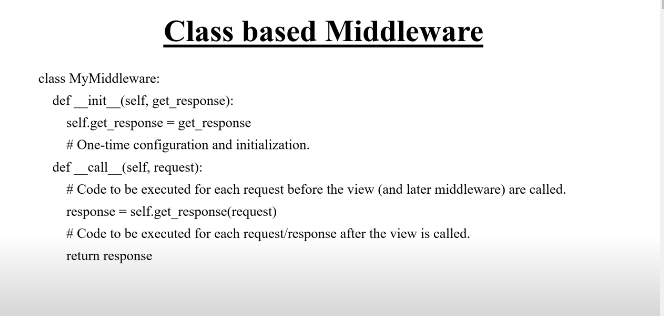 Class based Middleware
class MyMiddleware:
def __init__(self, get_response):
self.get_response = get_response
# One-time configuration and initialization.
def __call__(self, request):
# Code to be executed for each request before the view (and later middleware) are called.
response = self.get_response(request)
# Code to be executed for each request/response after the view is called.
return response